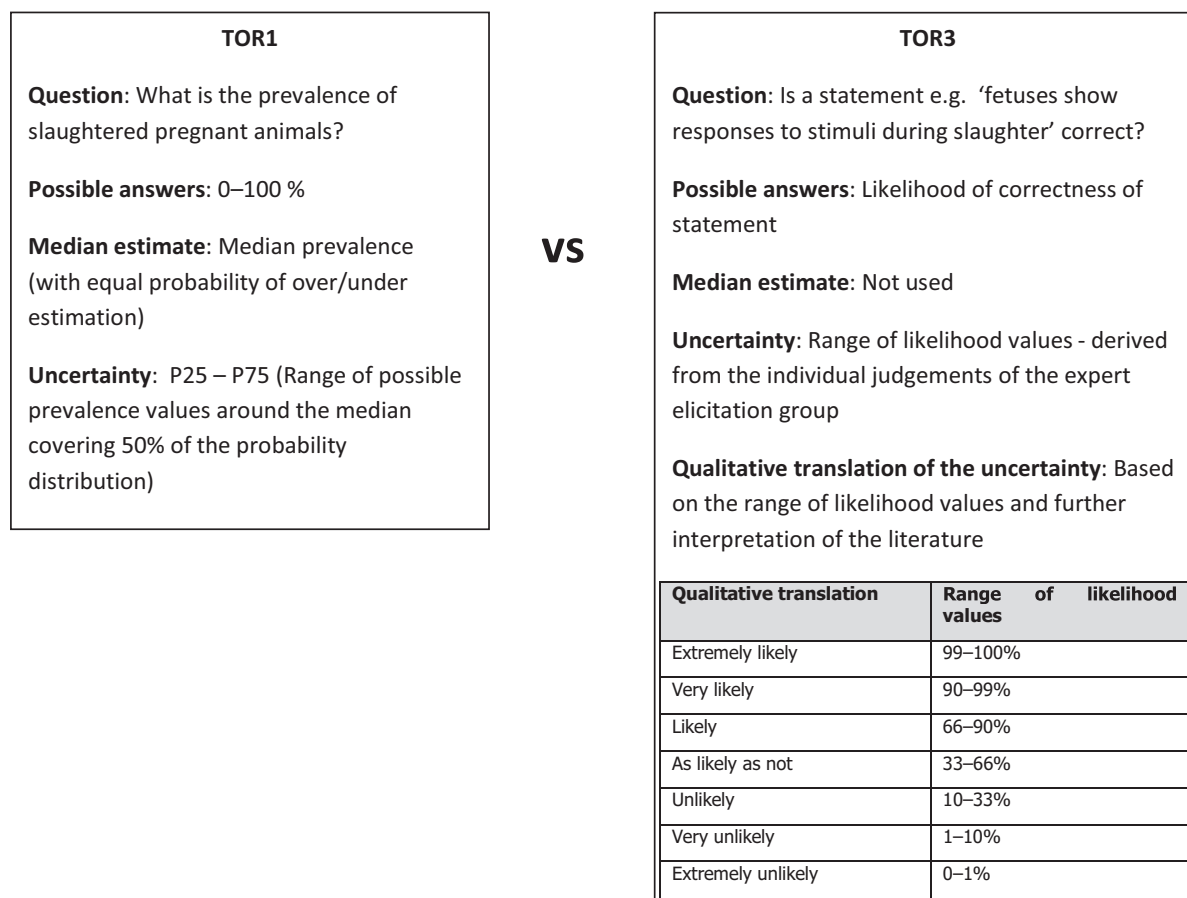 TOR1
Question: What is the prevalence of
slaughtered pregnant animals?
Possible answers: 0–100 %
Median estimate: Median prevalence
(with equal probability of over/under
estimation)
Uncertainty: P25 – P75 (Range of possible
prevalence values around the median
covering 50% of the probability
distribution)
vs
TOR3
Question: Is a statement e.g. ‘fetuses show
responses to stimuli during slaughter’ correct?
Possible answers: Likelihood of correctness of
statement
Median estimate: Not used
Uncertainty: Range of likelihood values - derived
from the individual judgements of the expert
elicitation group
Qualitative translation of the uncertainty: Based
on the range of likelihood values and further
interpretation of the literature
Qualitative translation Range of likelihood
values
Extremely likely 99–100%
Very likely 90–99%
Likely 66–90%
As likely as not 33–66%
Unlikely 10–33%
Very unlikely 1–10%
Extremely unlikely 0–1%